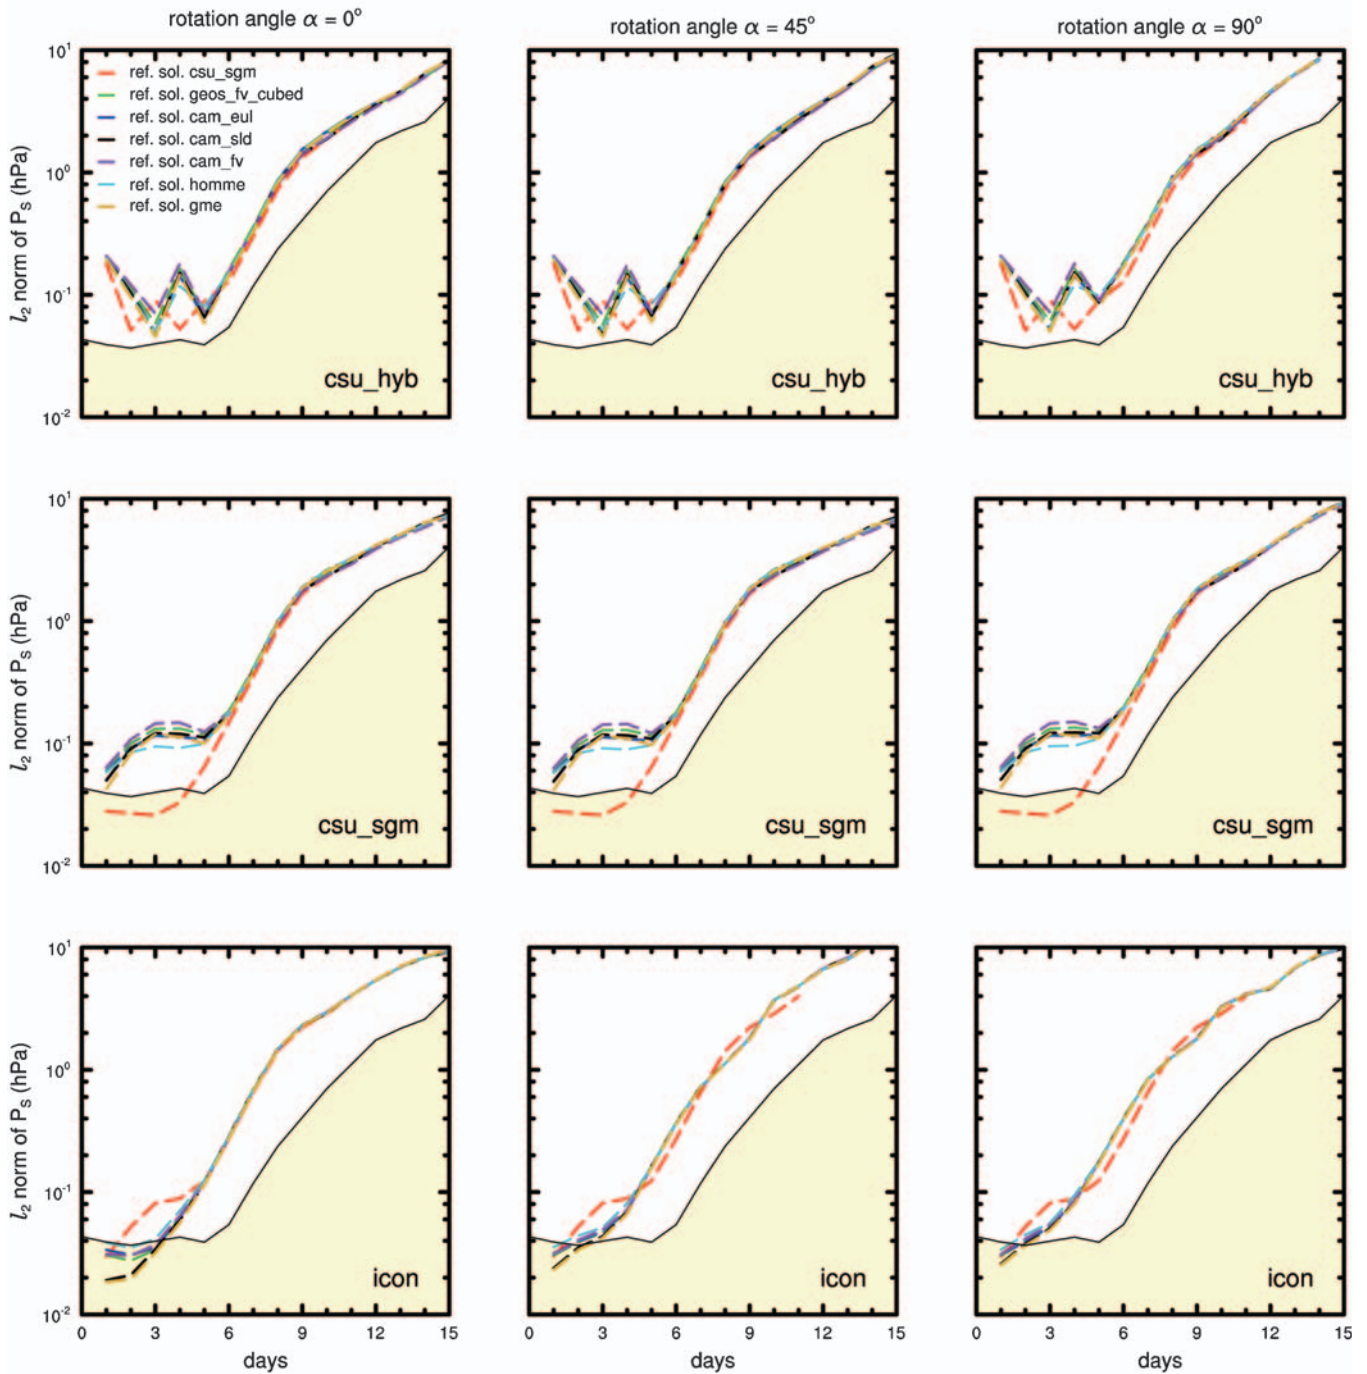 rotation angle α = 0°
rotation angle α = 45°
rotation angle α = 90°
10¹
10⁰
10⁻¹
10⁻²
l₂ norm of Pₛ (hPa)
ref. sol. csu_sgm
ref. sol. geos_fv_cubed
ref. sol. cam_eul
ref. sol. cam_sld
ref. sol. cam_fv
ref. sol. homme
ref. sol. gme
csu_hyb
csu_hyb
csu_hyb
10¹
10⁰
10⁻¹
10⁻²
l₂ norm of Pₛ (hPa)
csu_sgm
csu_sgm
csu_sgm
10¹
10⁰
10⁻¹
10⁻²
l₂ norm of Pₛ (hPa)
icon
icon
icon
0 3 6 9 12 15
0 3 6 9 12 15
0 3 6 9 12 15
days
days
days